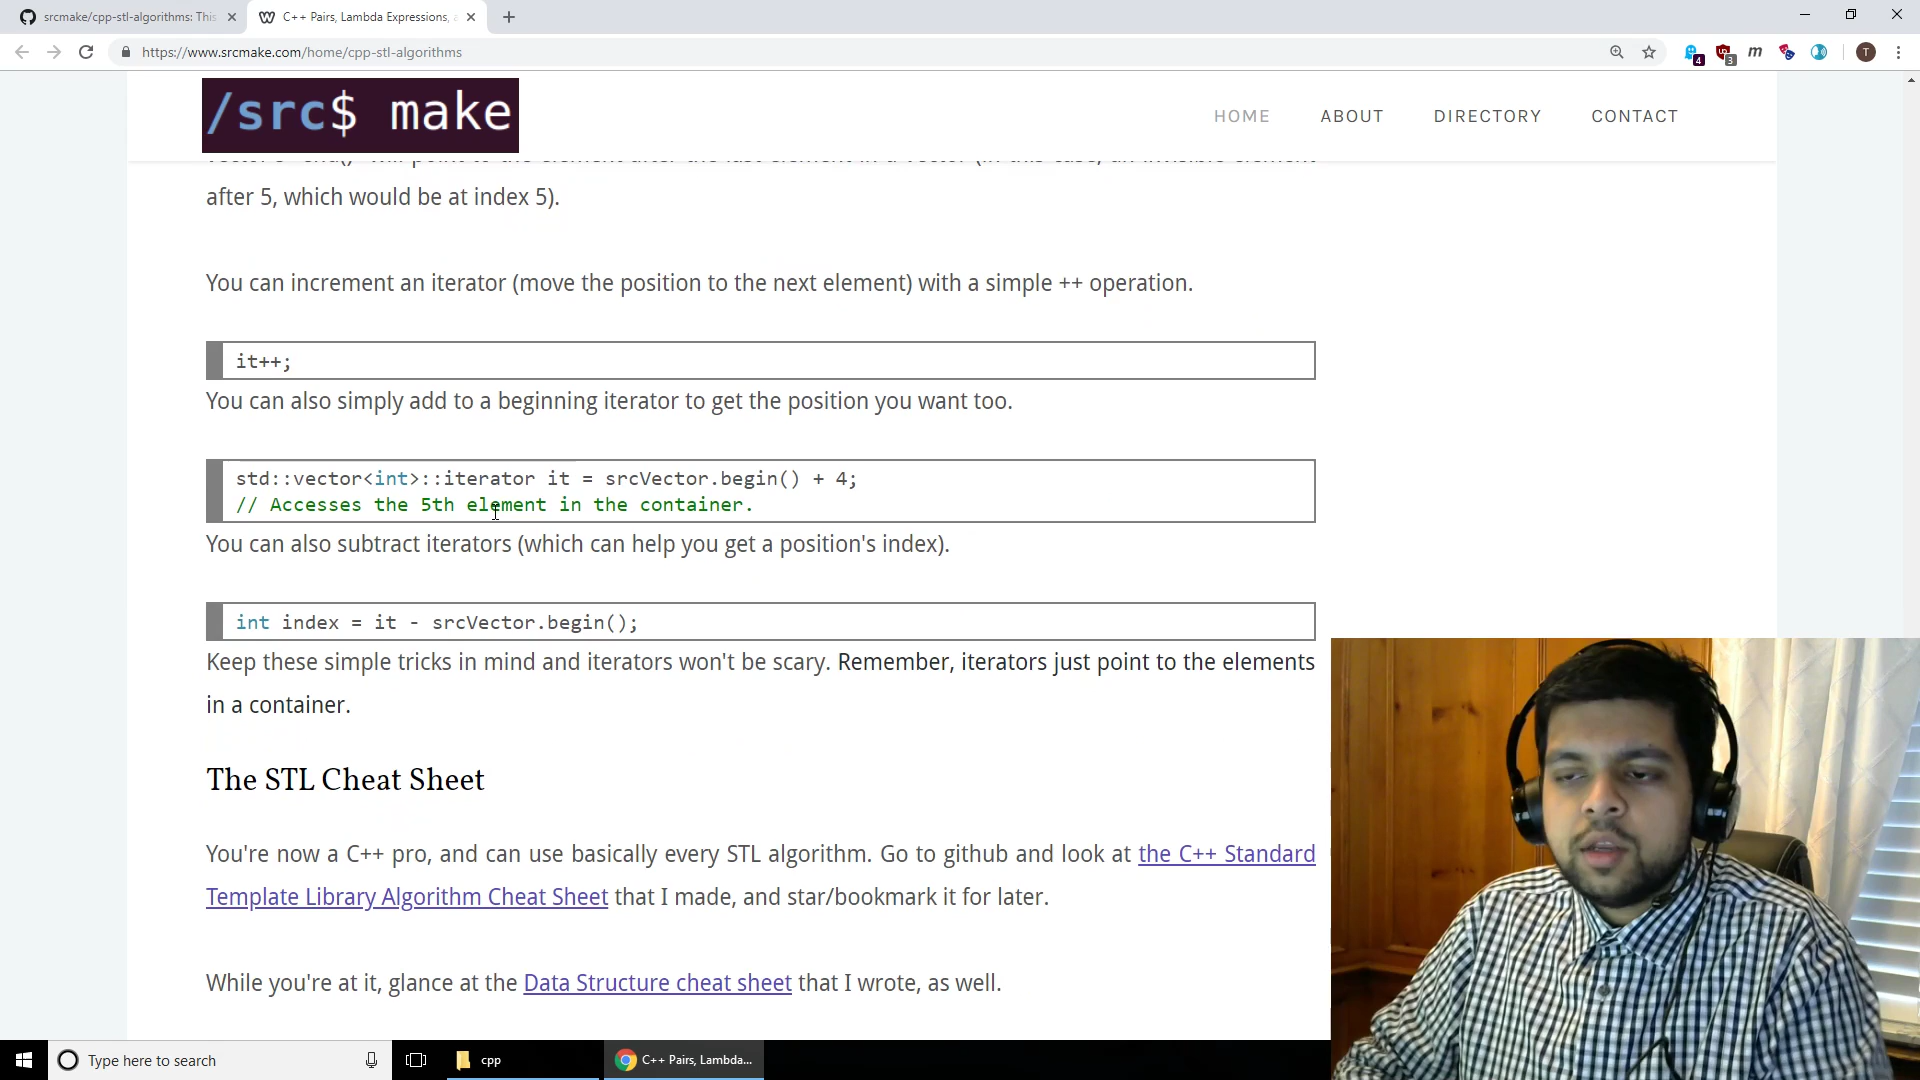 srcmake/cpp-stl-algorithms: This
C++ Pairs, Lambda Expressions,
https://www.srcmake.com/home/cpp-stl-algorithms
4
3
m
T
/src$ make
HOME
ABOUT
DIRECTORY
CONTACT
after 5, which would be at index 5).
You can increment an iterator (move the position to the next element) with a simple ++ operation.
it++;
You can also simply add to a beginning iterator to get the position you want too.
std::vector<int>::iterator it = srcVector.begin() + 4;
// Accesses the 5th element in the container.
You can also subtract iterators (which can help you get a position's index).
int index = it - srcVector.begin();
Keep these simple tricks in mind and iterators won't be scary. Remember, iterators just point to the elements
in a container.
The STL Cheat Sheet
You're now a C++ pro, and can use basically every STL algorithm. Go to github and look at the C++ Standard
Template Library Algorithm Cheat Sheet that I made, and star/bookmark it for later.
While you're at it, glance at the Data Structure cheat sheet that I wrote, as well.
Type here to search
cpp
C++ Pairs, Lambda...